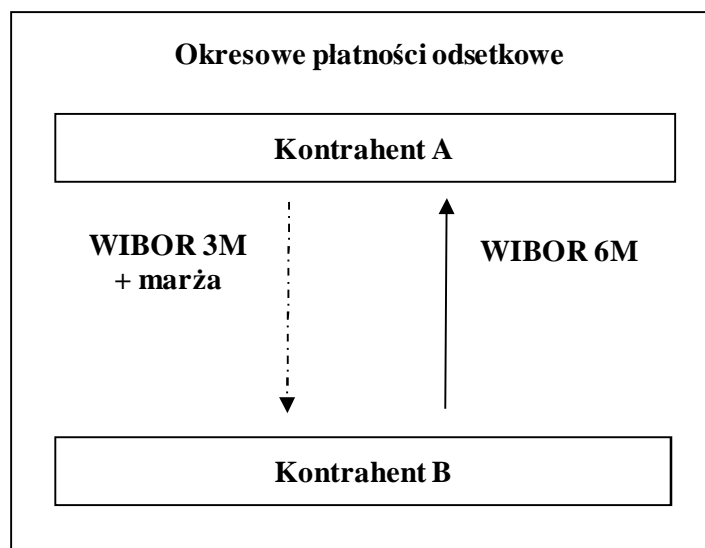 Okresowe płatności odsetkowe
Kontrahent A
WIBOR 3M
+ marża
WIBOR 6M
Kontrahent B